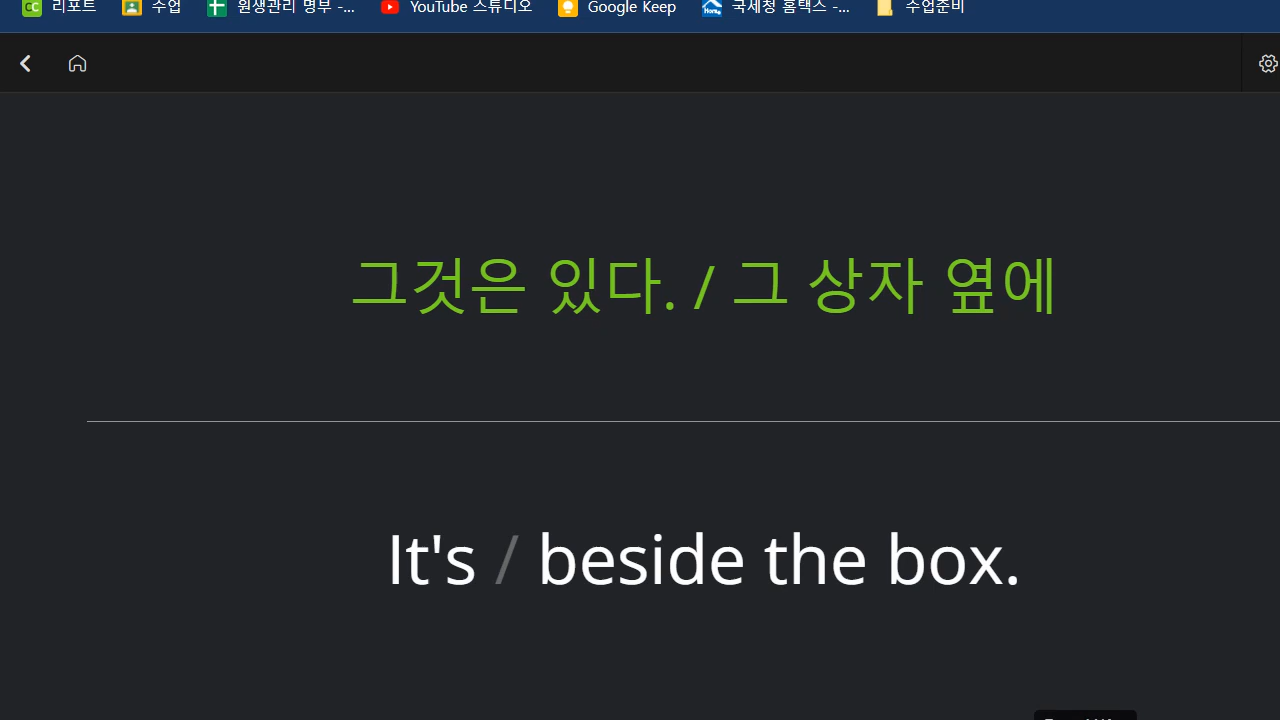 리포트 수업 원생관리 명부 -... YouTube 스튜디오 Google Keep 국세청 홈택스 -... 수업준비
그것은 있다. / 그 상자 옆에
It's / beside the box.